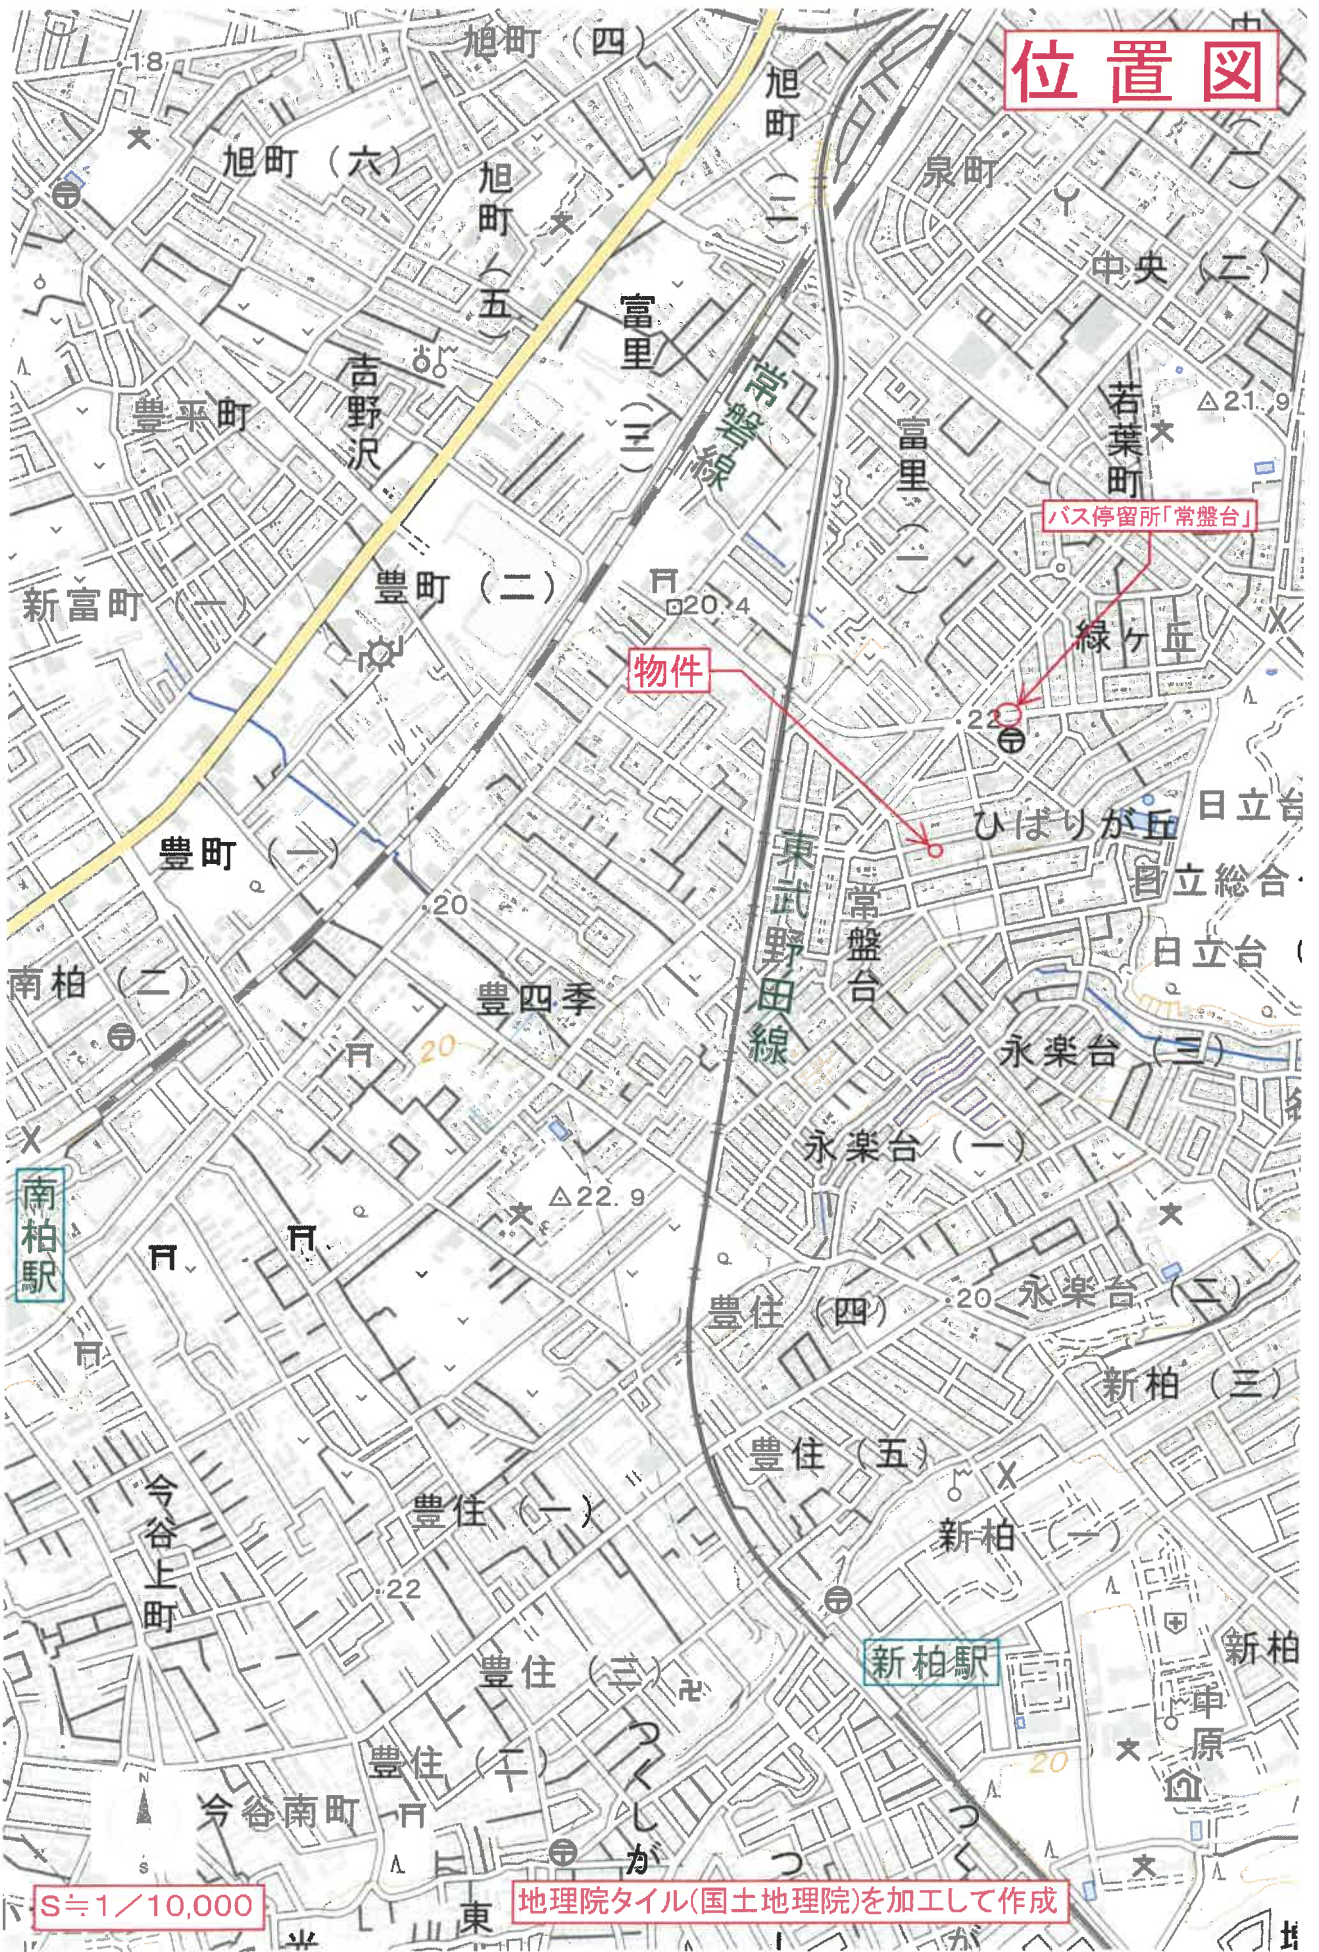 位置図
旭町（四）
旭町（二）
18
旭町（六）
旭町（五）
泉町
中央（二）
富里（三）
常磐線
吉野沢
豊平町
若葉町
21.9
富里（一）
バス停留所「常盤台」
新富町（一）
豊町（二）
20.4
緑ヶ丘
物件
22
ひばりが丘
日立台
豊町（一）
東武野田線
日立総合
常盤台
20
日立台
南柏（二）
豊四季
20
永楽台（三）
永楽台（一）
南柏駅
22.9
豊住（四）
20
永楽台（二）
新柏（三）
豊住（五）
今谷上町
豊住（一）
新柏（一）
22
新柏駅
新柏
豊住（三）
中原
つくしが
豊住（二）
20
今谷南町
N
S
つく
が
つ
S≒1／10,000
東
地理院タイル(国土地理院)を加工して作成